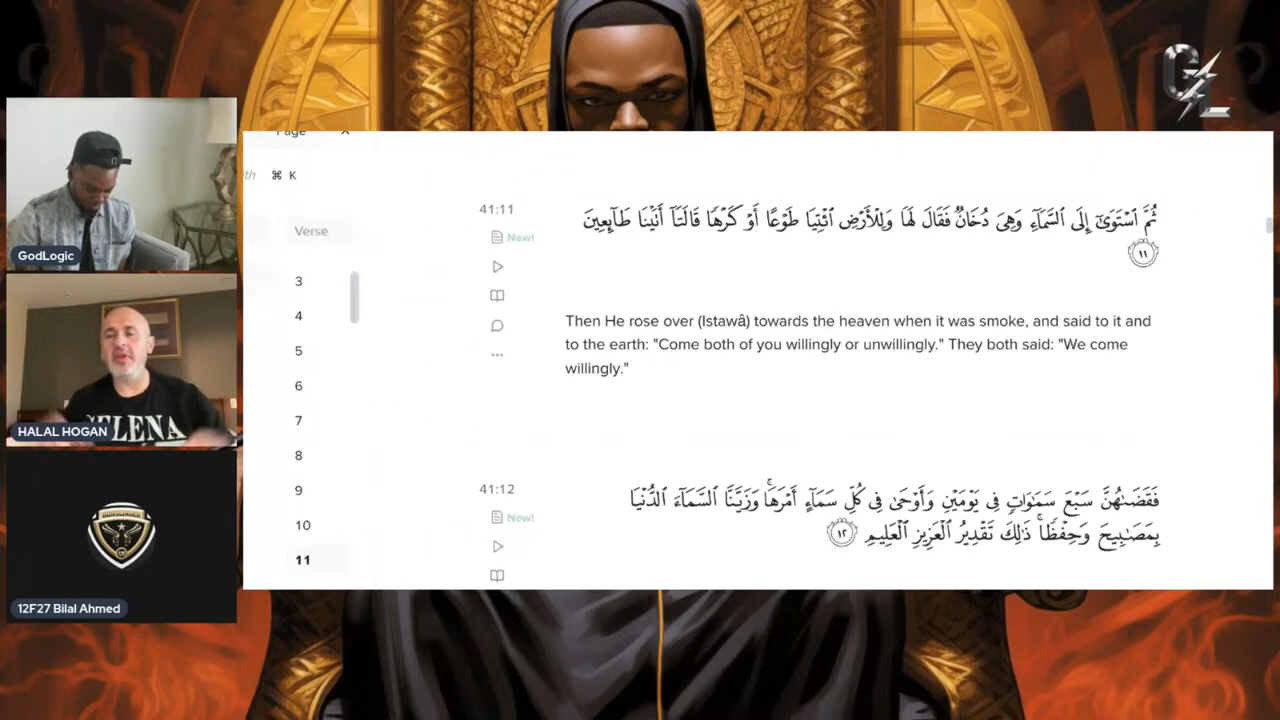 GL
GodLogic
SELENA
HALAL HOGAN
GUNSLINGER
12F27 Bilal Ahmed
Page
ith ⌘ K
Verse
3
4
5
6
7
8
9
10
11
41:11
New!
ثُمَّ ٱسْتَوَىٰٓ إِلَى ٱلسَّمَآءِ وَهِىَ دُخَانٌ فَقَالَ لَهَا وَلِلْأَرْضِ ٱئْتِيَا طَوْعًا أَوْ كَرْهًا قَالَتَآ أَتَيْنَا طَآئِعِينَ
١١
Then He rose over (Istawâ) towards the heaven when it was smoke, and said to it and
to the earth: "Come both of you willingly or unwillingly." They both said: "We come
willingly."
41:12
New!
فَقَضَىٰهُنَّ سَبْعَ سَمَٰوَاتٍ فِى يَوْمَيْنِ وَأَوْحَىٰ فِى كُلِّ سَمَآءٍ أَمْرَهَا ۚ وَزَيَّنَّا ٱلسَّمَآءَ ٱلدُّنْيَا
بِمَصَٰبِيحَ وَحِفْظًا ۚ ذَٰلِكَ تَقْدِيرُ ٱلْعَزِيزِ ٱلْعَلِيمِ ١٢